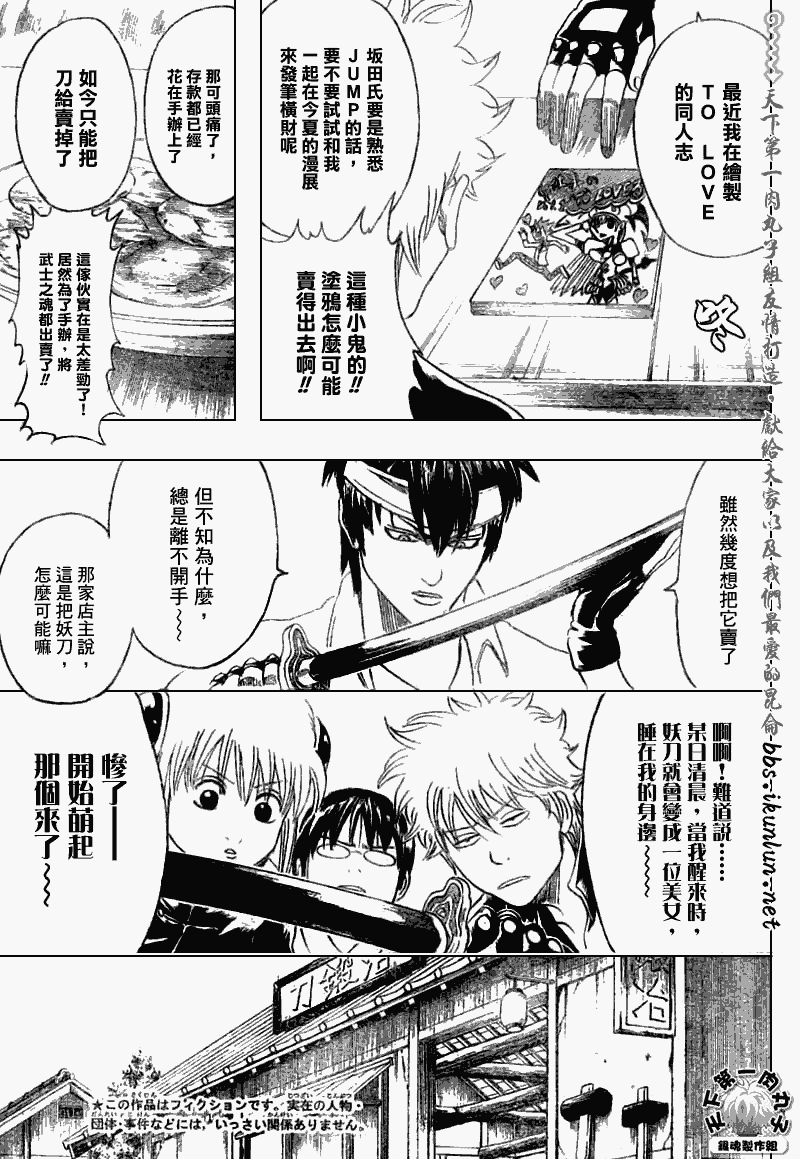 最近我在繪製
TO LOVE
的同人志
咚
坂田氏要是熟悉
JUMP的話，
要不要試試和我
一起在今夏的漫展
來發筆橫財呢
這種小鬼的!!
塗鴉怎麼可能
賣得出去啊!!
那可頭痛了，
存款都已經
花在手辦上了
如今只能把
刀給賣掉了
這傢伙實在是太差勁了！
居然為了手辦，將
武士之魂都出賣了!!
雖然幾度想把它賣了
但不知為什麼，
總是離不開手～～
那家店主說，
這是把妖刀，
怎麼可能嘛
啊啊！難道説……
某日清晨，當我醒來時，
妖刀就會變成一位美女，
睡在我的身邊～～～
慘了——
開始萌起
那個來了～～～
刀鍛冶
鍛冶
★この作品はフィクションです。実在の人物・
団体・事件などには、いっさい関係ありません。
天下第一肉丸子組友情打造，獻給大家以及我們最愛的昆侖-bbs.ikunlun.net
天下第一肉丸子
銀魂製作組